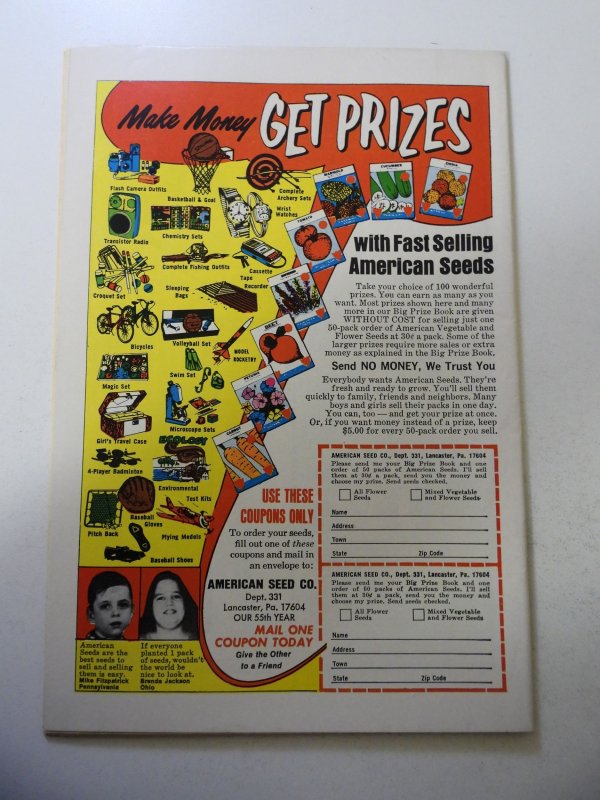 Make Money GET PRIZES
Flash Camera Outfits
Basketball & Goal
Complete
Archery Sets
Wrist
Watches
Transistor Radio
Chemistry Sets
Complete Fishing Outfits
Cassette
Tape
Recorder
Croquet Set
Sleeping
Bags
Bicycles
Volleyball Set
MODEL
ROCKETRY
Magic Set
Swim Set
Girl's Travel Case
Microscope Sets
ECOLOGY
4-Player Badminton
Environmental
Test Kits
Baseball
Gloves
Pitch Back
Flying Models
Baseball Shoes
MARIGOLD
CUCUMBER
ZINNIA
TOMATO
BEET
PETUNIA
CARROT
with Fast Selling
American Seeds
Take your choice of 100 wonderful
prizes. You can earn as many as you
want. Most prizes shown here and many
more in our Big Prize Book are given
WITHOUT COST for selling just one
50-pack order of American Vegetable and
Flower Seeds at 30¢ a pack. Some of the
larger prizes require more sales or extra
money as explained in the Big Prize Book.
Send NO MONEY, We Trust You
Everybody wants American Seeds. They're
fresh and ready to grow. You'll sell them
quickly to family, friends and neighbors. Many
boys and girls sell their packs in one day.
You can, too — and get your prize at once.
Or, if you want money instead of a prize, keep
$5.00 for every 50-pack order you sell.
USE THESE
COUPONS ONLY
To order your seeds,
fill out one of these
coupons and mail in
an envelope to:
AMERICAN SEED CO.
Dept. 331
Lancaster, Pa. 17604
OUR 55th YEAR
MAIL ONE
COUPON TODAY
Give the Other
to a Friend
AMERICAN SEED CO., Dept. 331, Lancaster, Pa. 17604
Please send me your Big Prize Book and one
order of 50 packs of American Seeds. I'll sell
them at 30¢ a pack, send you the money and
choose my prize. Send seeds checked.
All Flower
Seeds
Mixed Vegetable
and Flower Seeds
Name
Address
Town
State Zip Code
AMERICAN SEED CO., Dept. 331, Lancaster, Pa. 17604
Please send me your Big Prize Book and one
order of 50 packs of American Seeds. I'll sell
them at 30¢ a pack, send you the money and
choose my prize. Send seeds checked.
All Flower
Seeds
Mixed Vegetable
and Flower Seeds
Name
Address
Town
State Zip Code
American
Seeds are the
best seeds to
sell and selling
them is easy.
Mike Fitzpatrick
Pennsylvania
If everyone
planted 1 pack
of seeds, wouldn't
the world be
nice to look at.
Brenda Jackson
Ohio